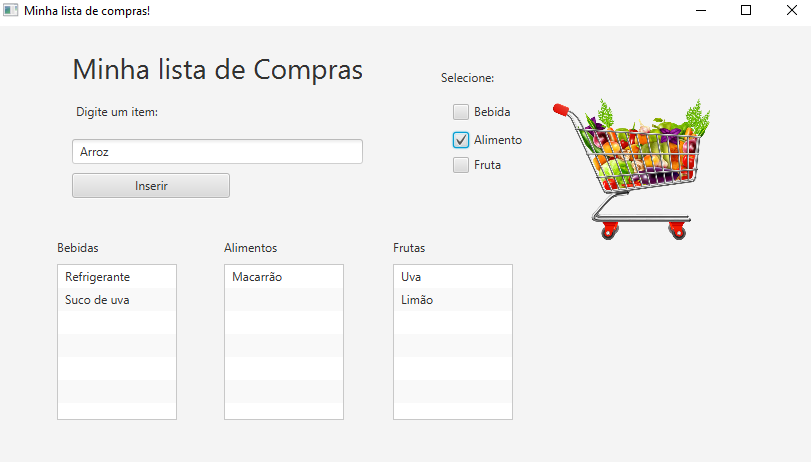 Minha lista de compras!
Minha lista de Compras
Selecione:
Digite um item:
Bebida
Arroz
Alimento
Fruta
Inserir
Bebidas
Alimentos
Frutas
Refrigerante
Macarrão
Uva
Suco de uva
Limão